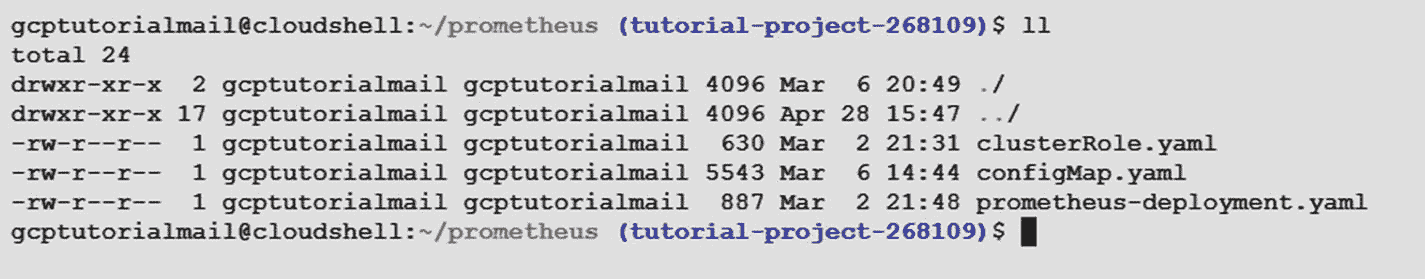 gcptutorialmail@cloudshell:~/prometheus (tutorial-project-268109)$ ll
total 24
drwxr-xr-x  2 gcptutorialmail gcptutorialmail 4096 Mar  6 20:49 ./
drwxr-xr-x 17 gcptutorialmail gcptutorialmail 4096 Apr 28 15:47 ../
-rw-r--r--  1 gcptutorialmail gcptutorialmail  630 Mar  2 21:31 clusterRole.yaml
-rw-r--r--  1 gcptutorialmail gcptutorialmail 5543 Mar  6 14:44 configMap.yaml
-rw-r--r--  1 gcptutorialmail gcptutorialmail  887 Mar  2 21:48 prometheus-deployment.yaml
gcptutorialmail@cloudshell:~/prometheus (tutorial-project-268109)$